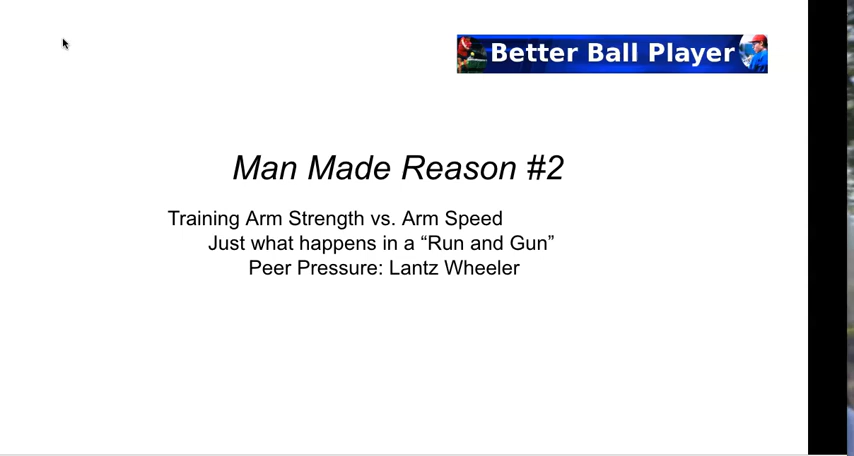 Better Ball Player
Man Made Reason #2
Training Arm Strength vs. Arm Speed
Just what happens in a “Run and Gun”
Peer Pressure: Lantz Wheeler